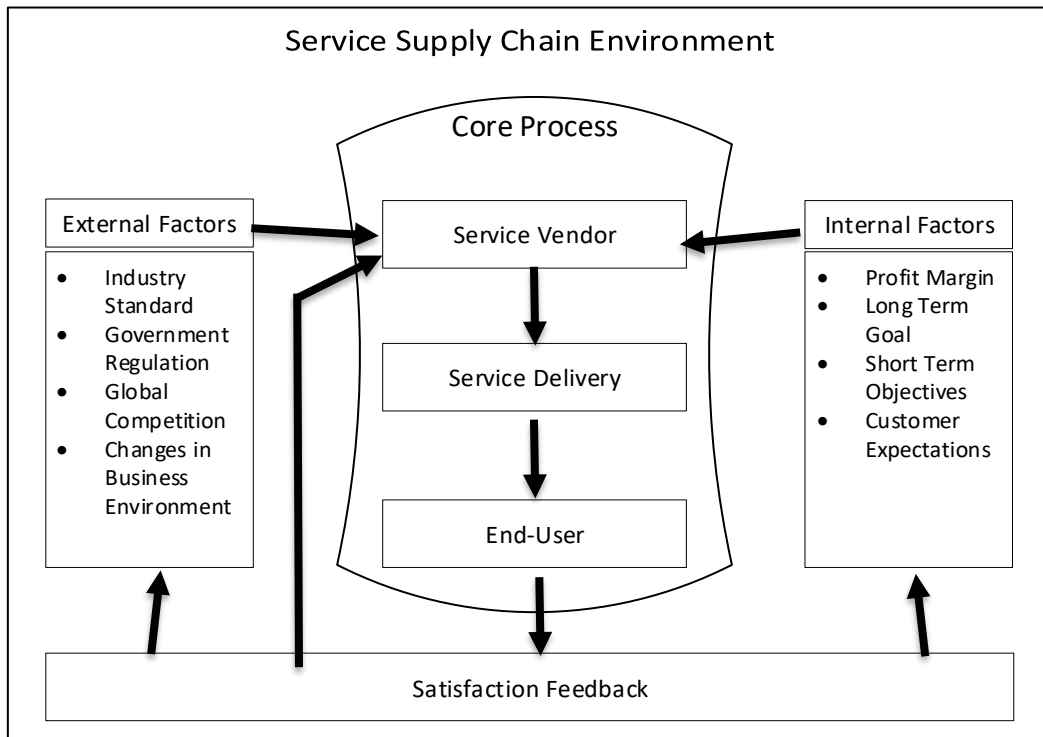 Service Supply Chain Environment
Core Process
External Factors
• Industry
Standard
• Government
Regulation
• Global
Competition
• Changes in
Business
Environment
Service Vendor
Service Delivery
End-User
Internal Factors
• Profit Margin
• Long Term
Goal
• Short Term
Objectives
• Customer
Expectations
Satisfaction Feedback